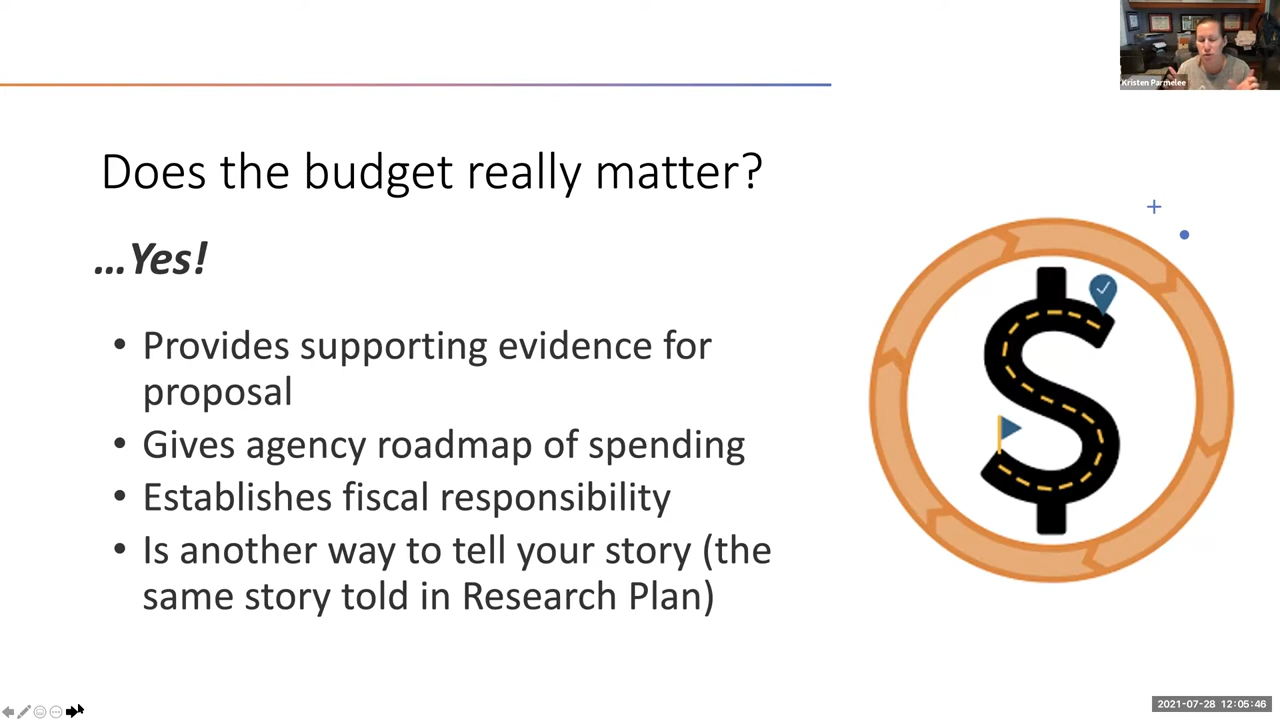 Kristen Parmelee
Does the budget really matter?
...Yes!
• Provides supporting evidence for
proposal
• Gives agency roadmap of spending
• Establishes fiscal responsibility
• Is another way to tell your story (the
same story told in Research Plan)
2021-07-28 12:05:46